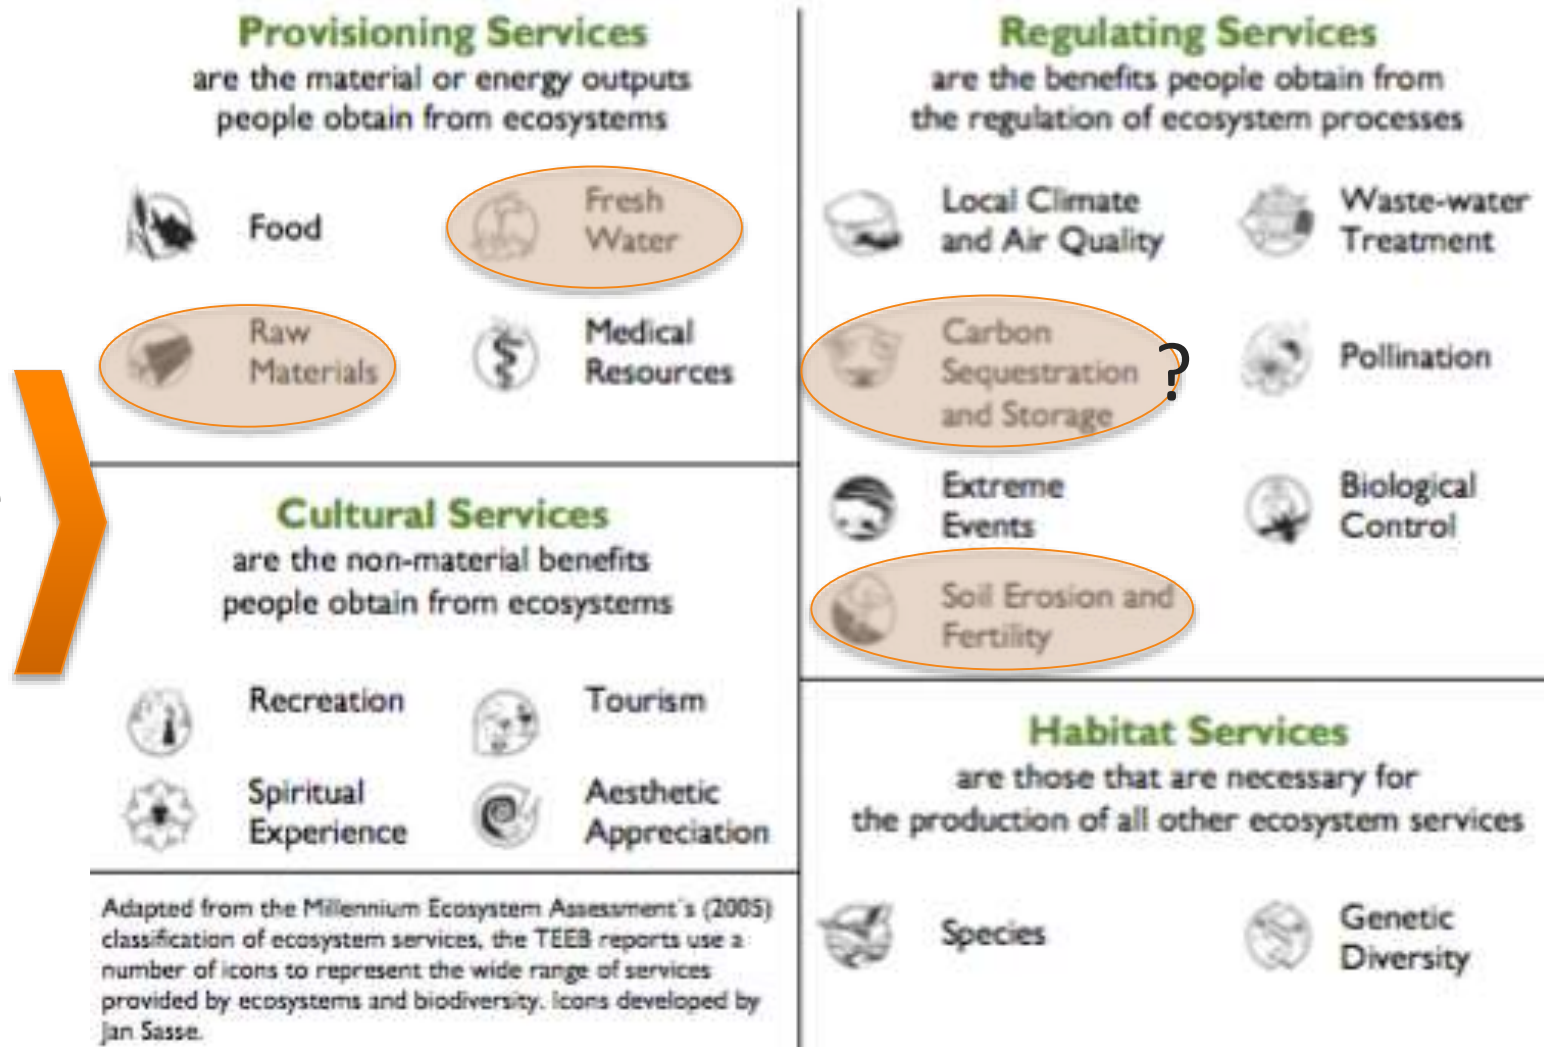 Provisioning Services
are the material or energy outputs
people obtain from ecosystems
Food
Fresh
Water
Raw
Materials
Medical
Resources
Cultural Services
are the non-material benefits
people obtain from ecosystems
Recreation
Tourism
Spiritual
Experience
Aesthetic
Appreciation
Adapted from the Millennium Ecosystem Assessment´s (2005)
classification of ecosystem services, the TEEB reports use a
number of icons to represent the wide range of services
provided by ecosystems and biodiversity. Icons developed by
Jan Sasse.
Regulating Services
are the benefits people obtain from
the regulation of ecosystem processes
Local Climate
and Air Quality
Waste-water
Treatment
Carbon
Sequestration
and Storage
?
Pollination
Extreme
Events
Biological
Control
Soil Erosion and
Fertility
Habitat Services
are those that are necessary for
the production of all other ecosystem services
Species
Genetic
Diversity